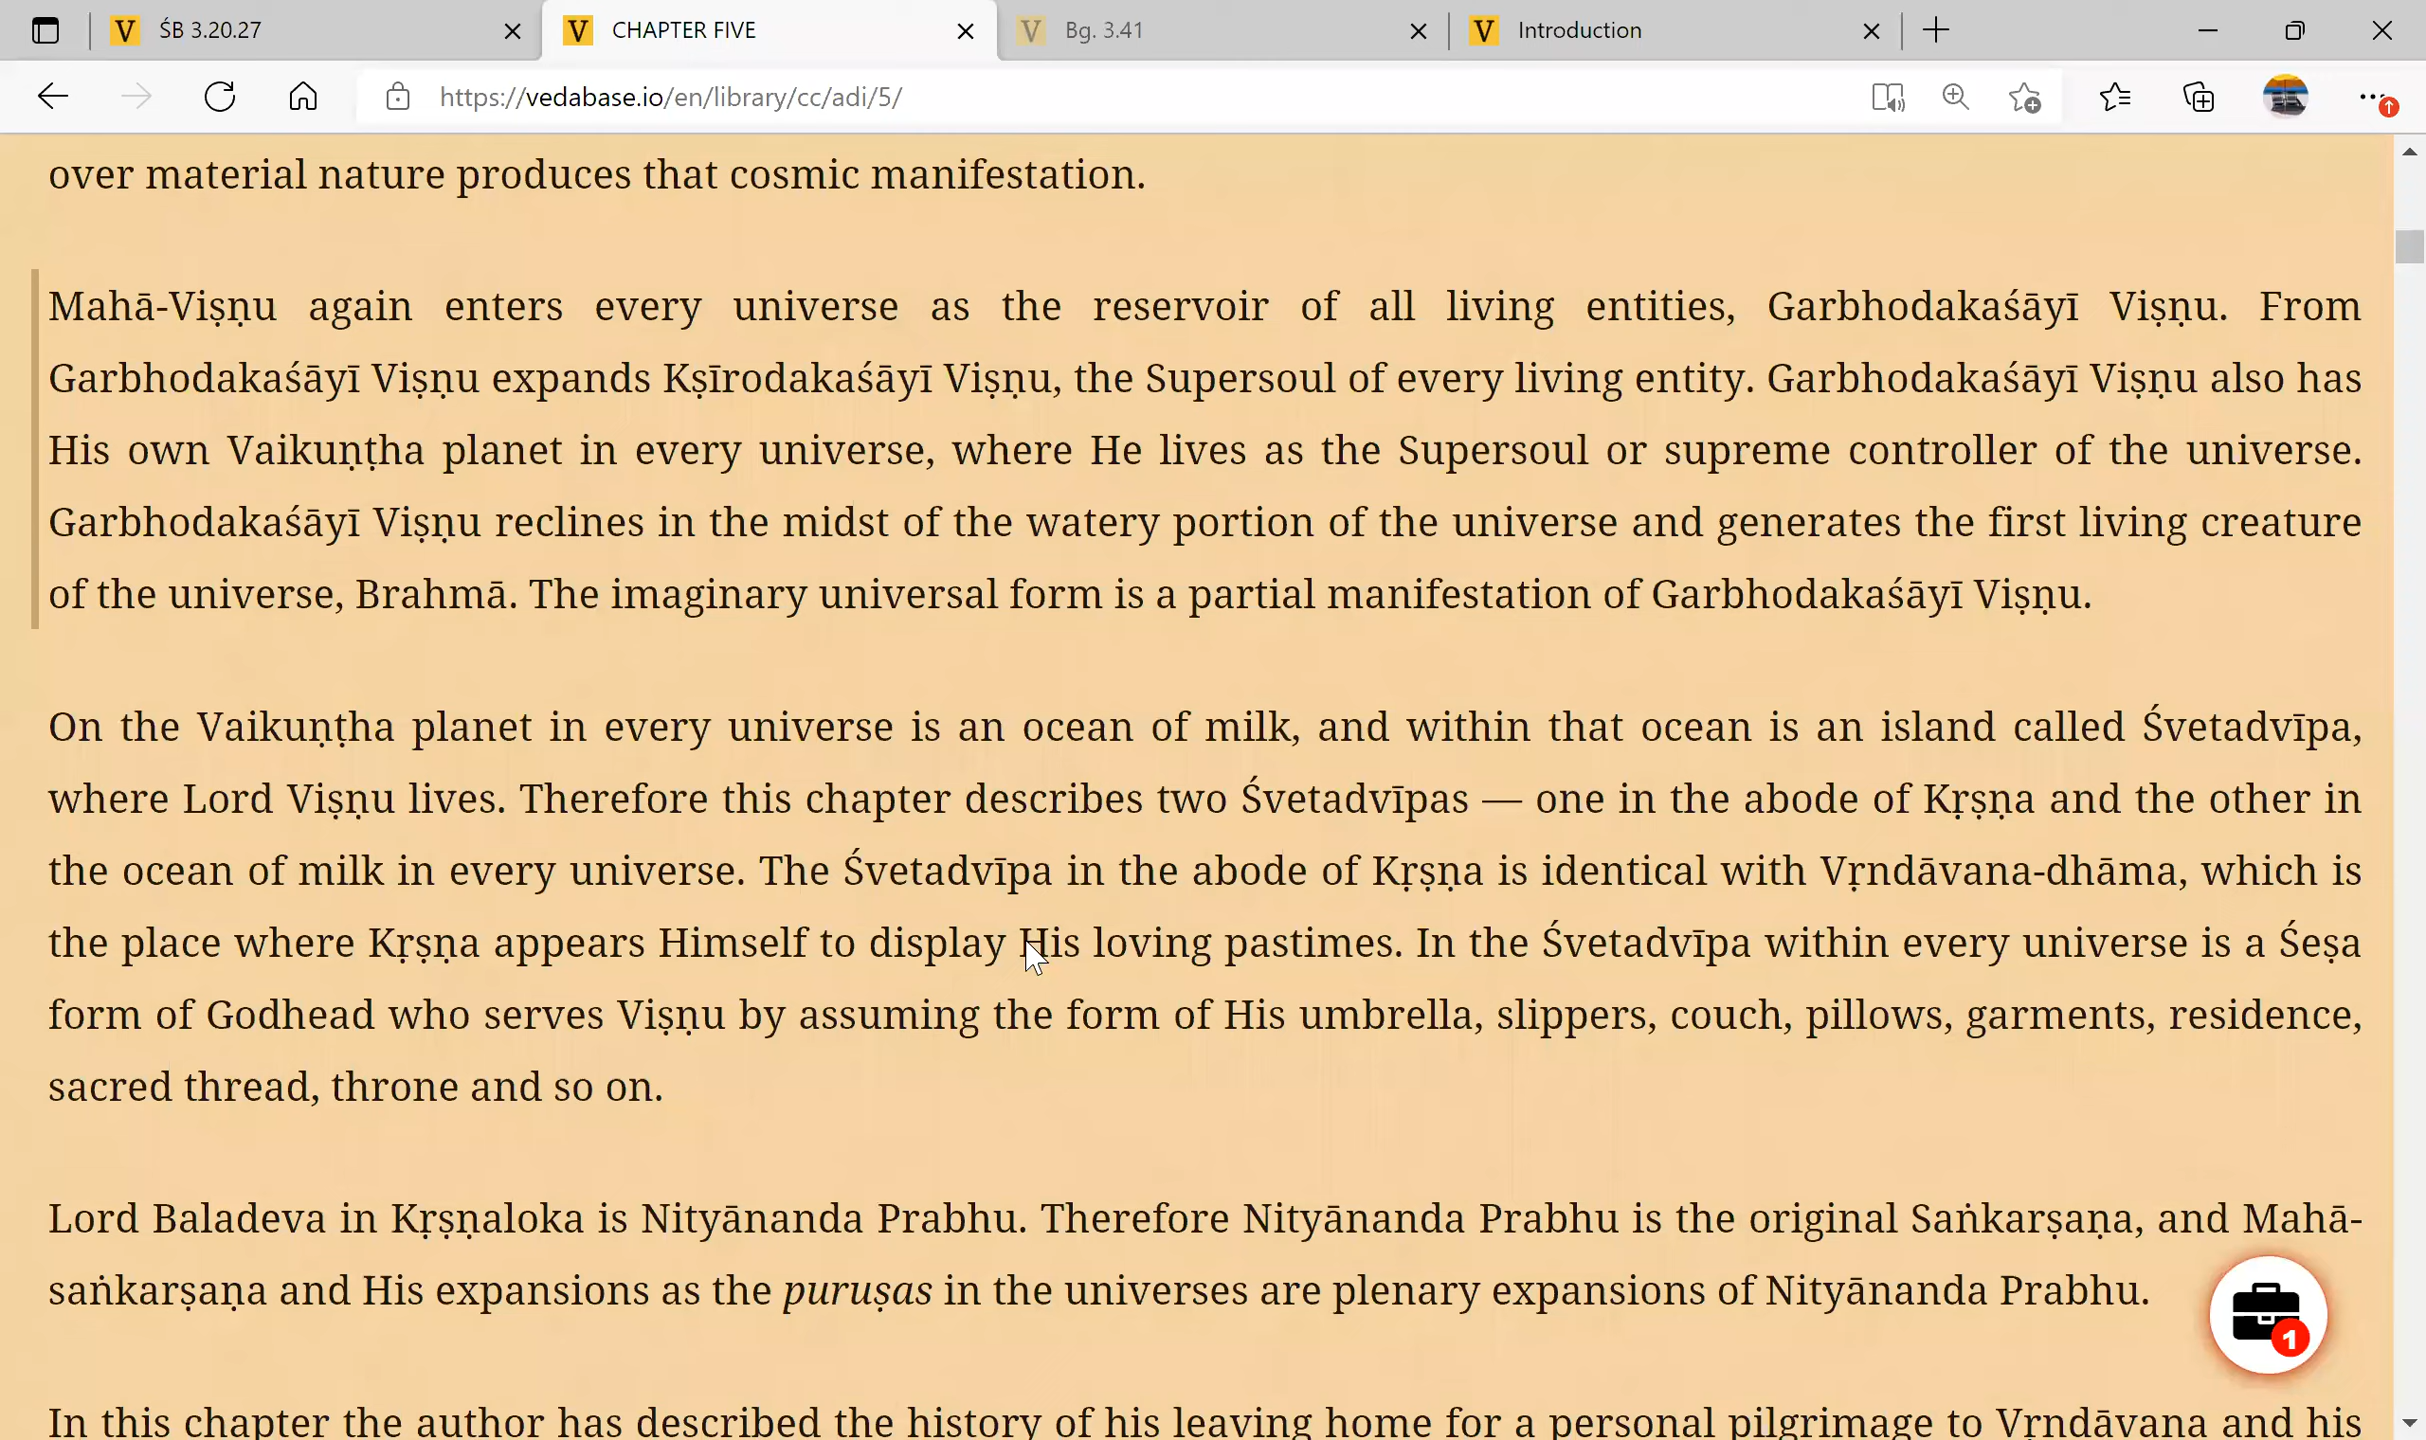 ŚB 3.20.27
CHAPTER FIVE
Bg. 3.41
Introduction
https://vedabase.io/en/library/cc/adi/5/
over material nature produces that cosmic manifestation.
Mahā-Viṣṇu again enters every universe as the reservoir of all living entities, Garbhodakaśāyī Viṣṇu. From
Garbhodakaśāyī Viṣṇu expands Kṣīrodakaśāyī Viṣṇu, the Supersoul of every living entity. Garbhodakaśāyī Viṣṇu also has
His own Vaikuṇṭha planet in every universe, where He lives as the Supersoul or supreme controller of the universe.
Garbhodakaśāyī Viṣṇu reclines in the midst of the watery portion of the universe and generates the first living creature
of the universe, Brahmā. The imaginary universal form is a partial manifestation of Garbhodakaśāyī Viṣṇu.
On the Vaikuṇṭha planet in every universe is an ocean of milk, and within that ocean is an island called Śvetadvīpa,
where Lord Viṣṇu lives. Therefore this chapter describes two Śvetadvīpas — one in the abode of Kṛṣṇa and the other in
the ocean of milk in every universe. The Śvetadvīpa in the abode of Kṛṣṇa is identical with Vṛndāvana-dhāma, which is
the place where Kṛṣṇa appears Himself to display His loving pastimes. In the Śvetadvīpa within every universe is a Śeṣa
form of Godhead who serves Viṣṇu by assuming the form of His umbrella, slippers, couch, pillows, garments, residence,
sacred thread, throne and so on.
Lord Baladeva in Kṛṣṇaloka is Nityānanda Prabhu. Therefore Nityānanda Prabhu is the original Saṅkarṣaṇa, and Mahā-
saṅkarṣaṇa and His expansions as the puruṣas in the universes are plenary expansions of Nityānanda Prabhu.
1
In this chapter the author has described the history of his leaving home for a personal pilgrimage to Vṛndāvana and his